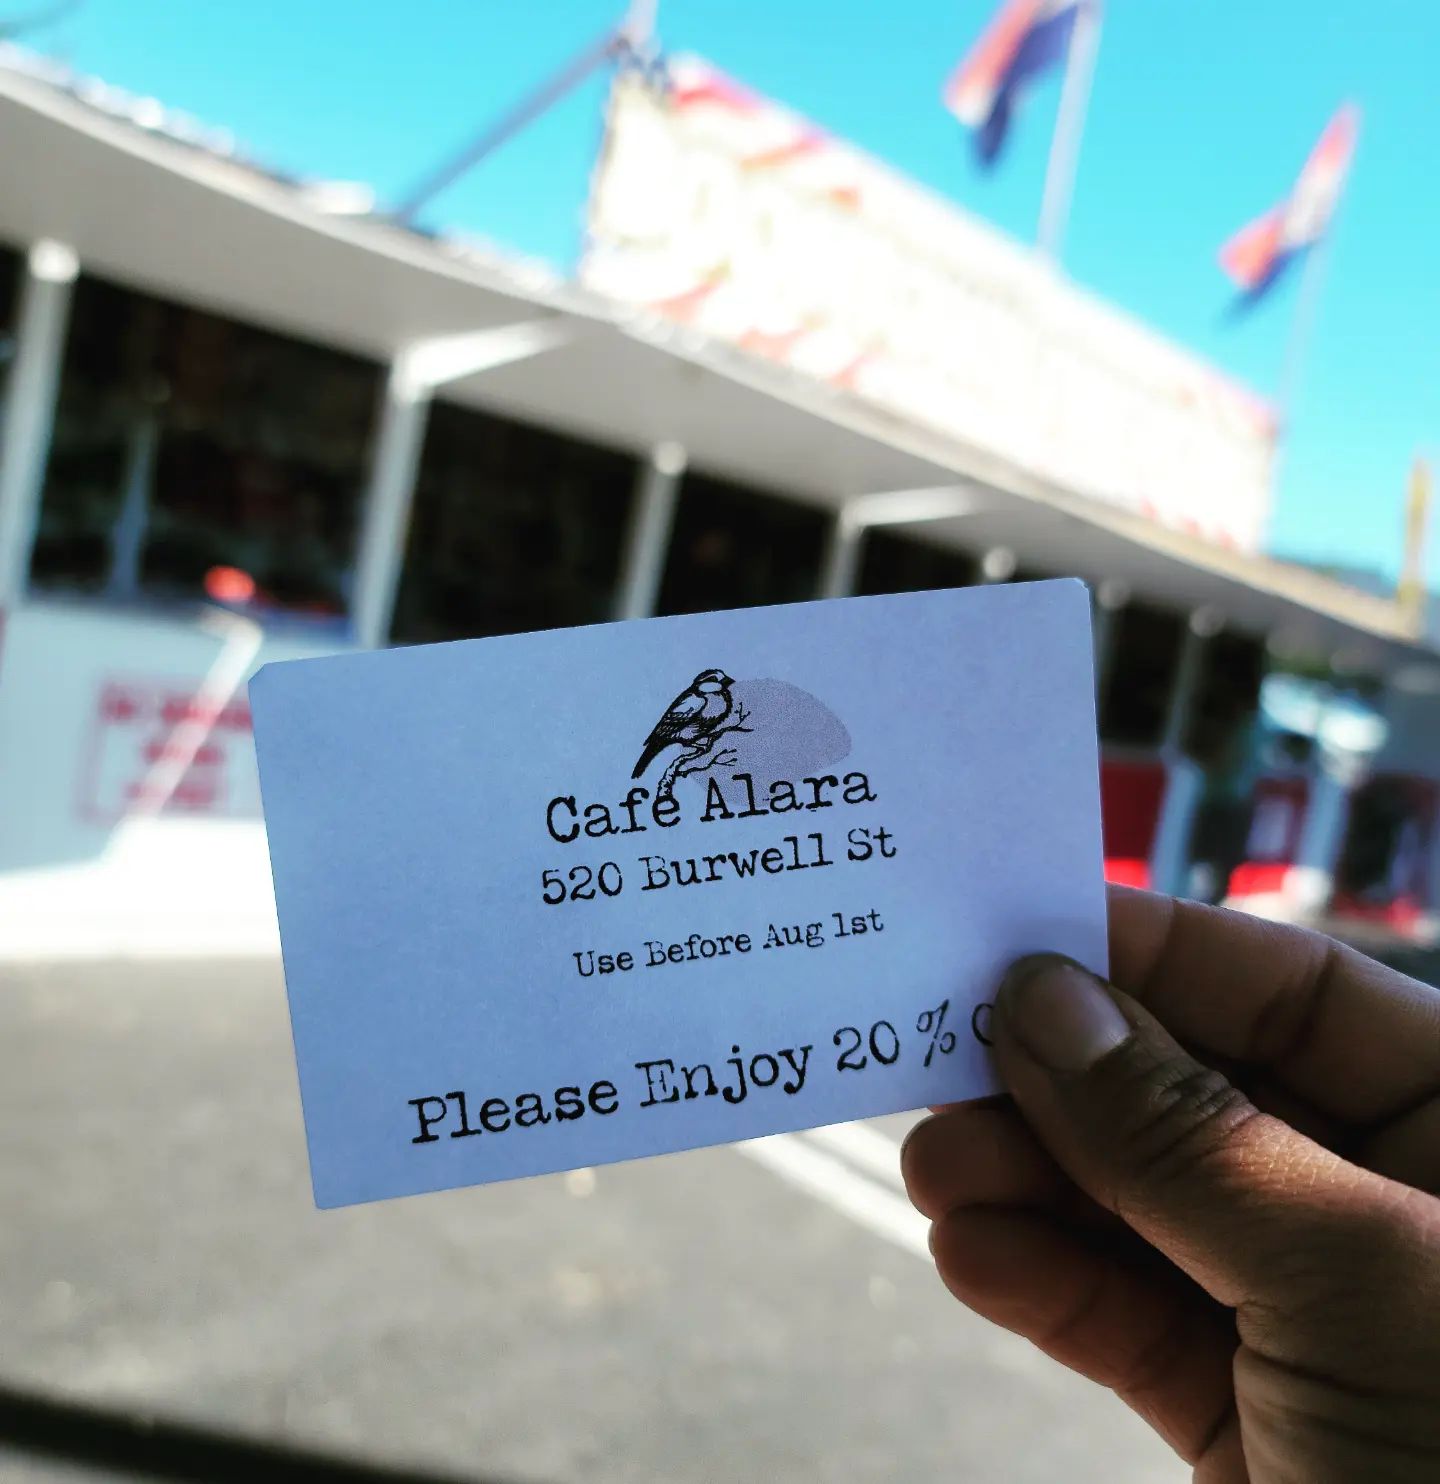 Cafe Alara
520 Burwell St
Use Before Aug 1st
Please Enjoy 20 %